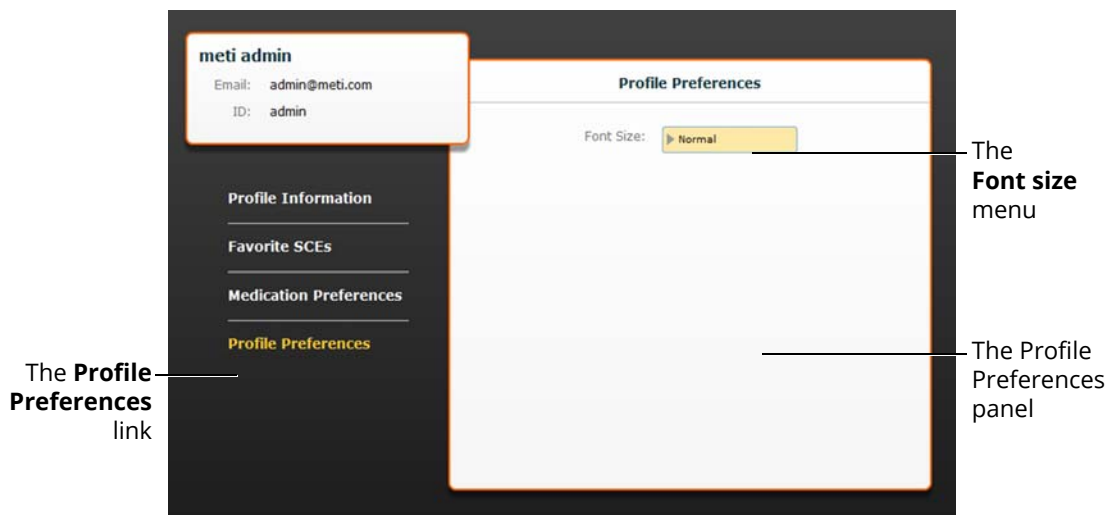 meti admin
Email: admin@meti.com
ID: admin
Profile Preferences
Font Size: Normal
Profile Information
Favorite SCEs
Medication Preferences
Profile Preferences
The
Font size
menu
The Profile
Preferences
panel
The Profile
Preferences
link